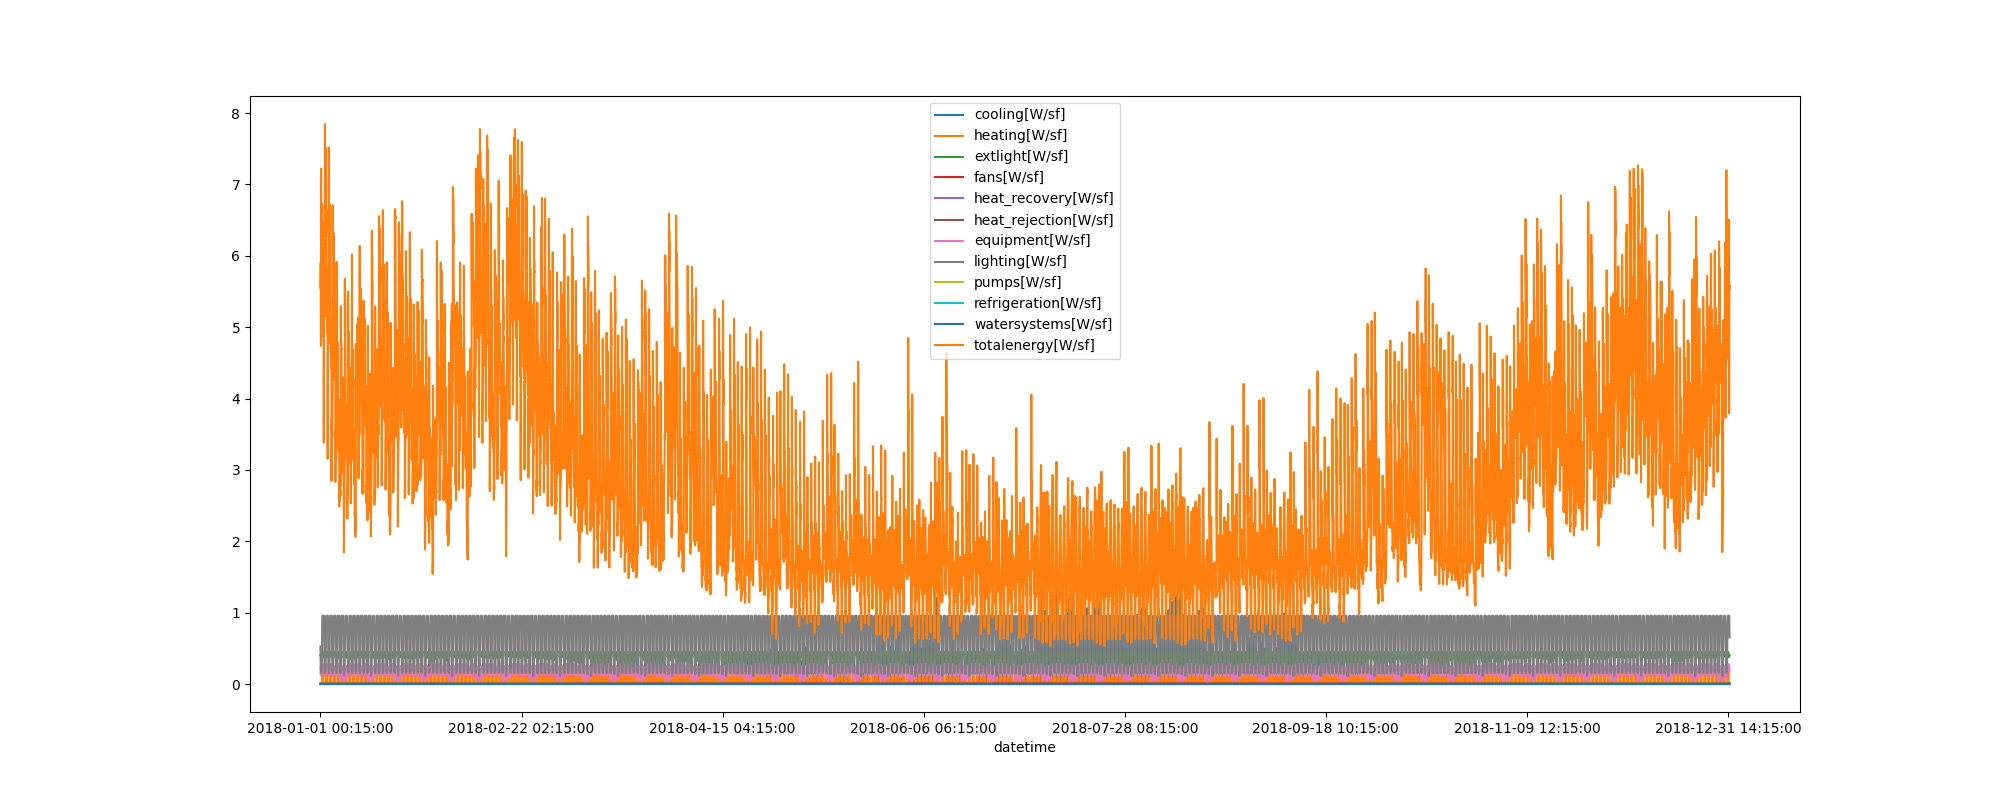 8
7
6
5
4
3
2
1
0
cooling[W/sf]
heating[W/sf]
extlight[W/sf]
fans[W/sf]
heat_recovery[W/sf]
heat_rejection[W/sf]
equipment[W/sf]
lighting[W/sf]
pumps[W/sf]
refrigeration[W/sf]
watersystems[W/sf]
totalenergy[W/sf]
2018-01-01 00:15:00 2018-02-22 02:15:00 2018-04-15 04:15:00 2018-06-06 06:15:00 2018-07-28 08:15:00 2018-09-18 10:15:00 2018-11-09 12:15:00 2018-12-31 14:15:00
datetime